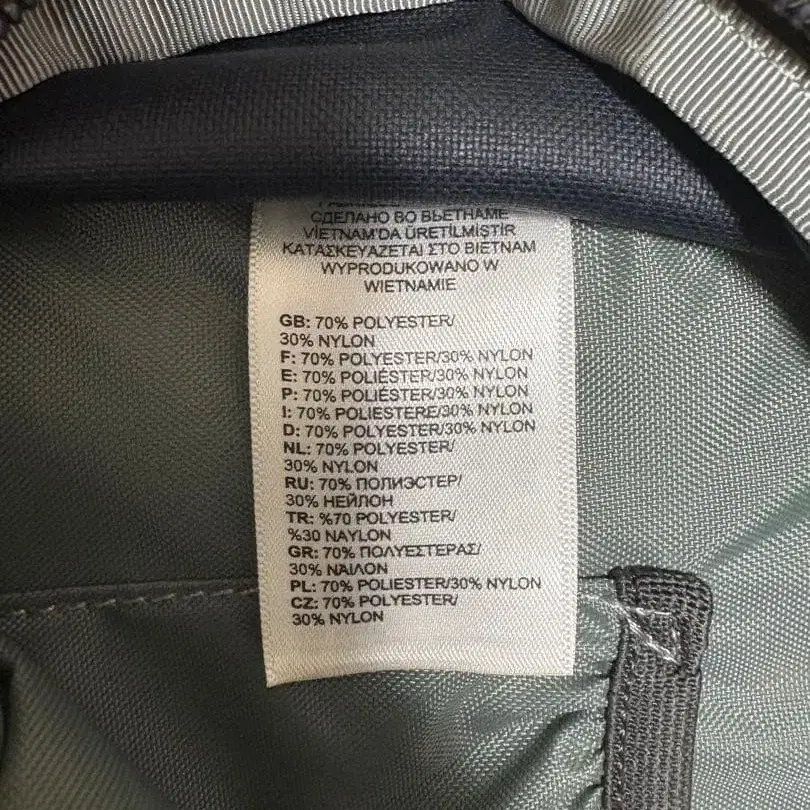 СДЕЛАНО ВО ВЬЕТНАМЕ
VIETNAM'DA ÜRETİLMİŞTİR
ΚΑΤΑΣΚΕΥΑΖΕΤΑΙ ΣΤΟ ΒΙΕΤΝΑΜ
WYPRODUKOWANO W
WIETNAMIE
GB: 70% POLYESTER/
30% NYLON
F: 70% POLYESTER/30% NYLON
E: 70% POLIÉSTER/30% NYLON
P: 70% POLIÉSTER/30% NYLON
I: 70% POLIESTERE/30% NYLON
D: 70% POLYESTER/30% NYLON
NL: 70% POLYESTER/
30% NYLON
RU: 70% ПОЛИЭСТЕР/
30% НЕЙЛОН
TR: %70 POLYESTER/
%30 NAYLON
GR: 70% ΠΟΛΥΕΣΤΕΡΑΣ/
30% ΝΑΙΛΟΝ
PL: 70% POLIESTER/30% NYLON
CZ: 70% POLYESTER/
30% NYLON